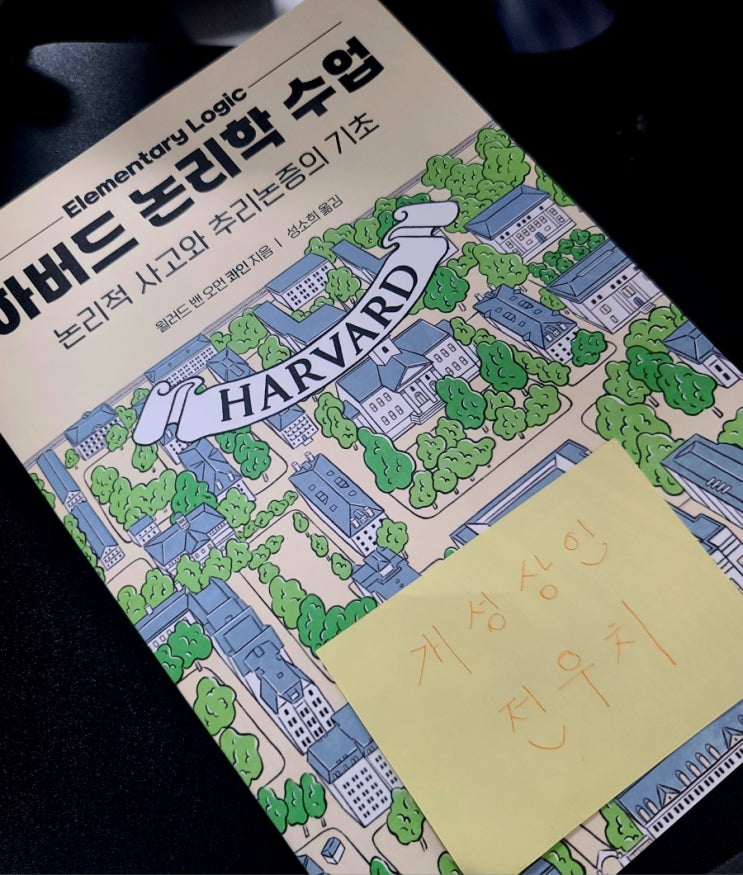 Elementary Logic
하버드 논리학 수업
논리적 사고와 추리논증의 기초
윌러드 밴 오먼 콰인 지음 | 성소희 옮김
HARVARD
개성상인
전우치